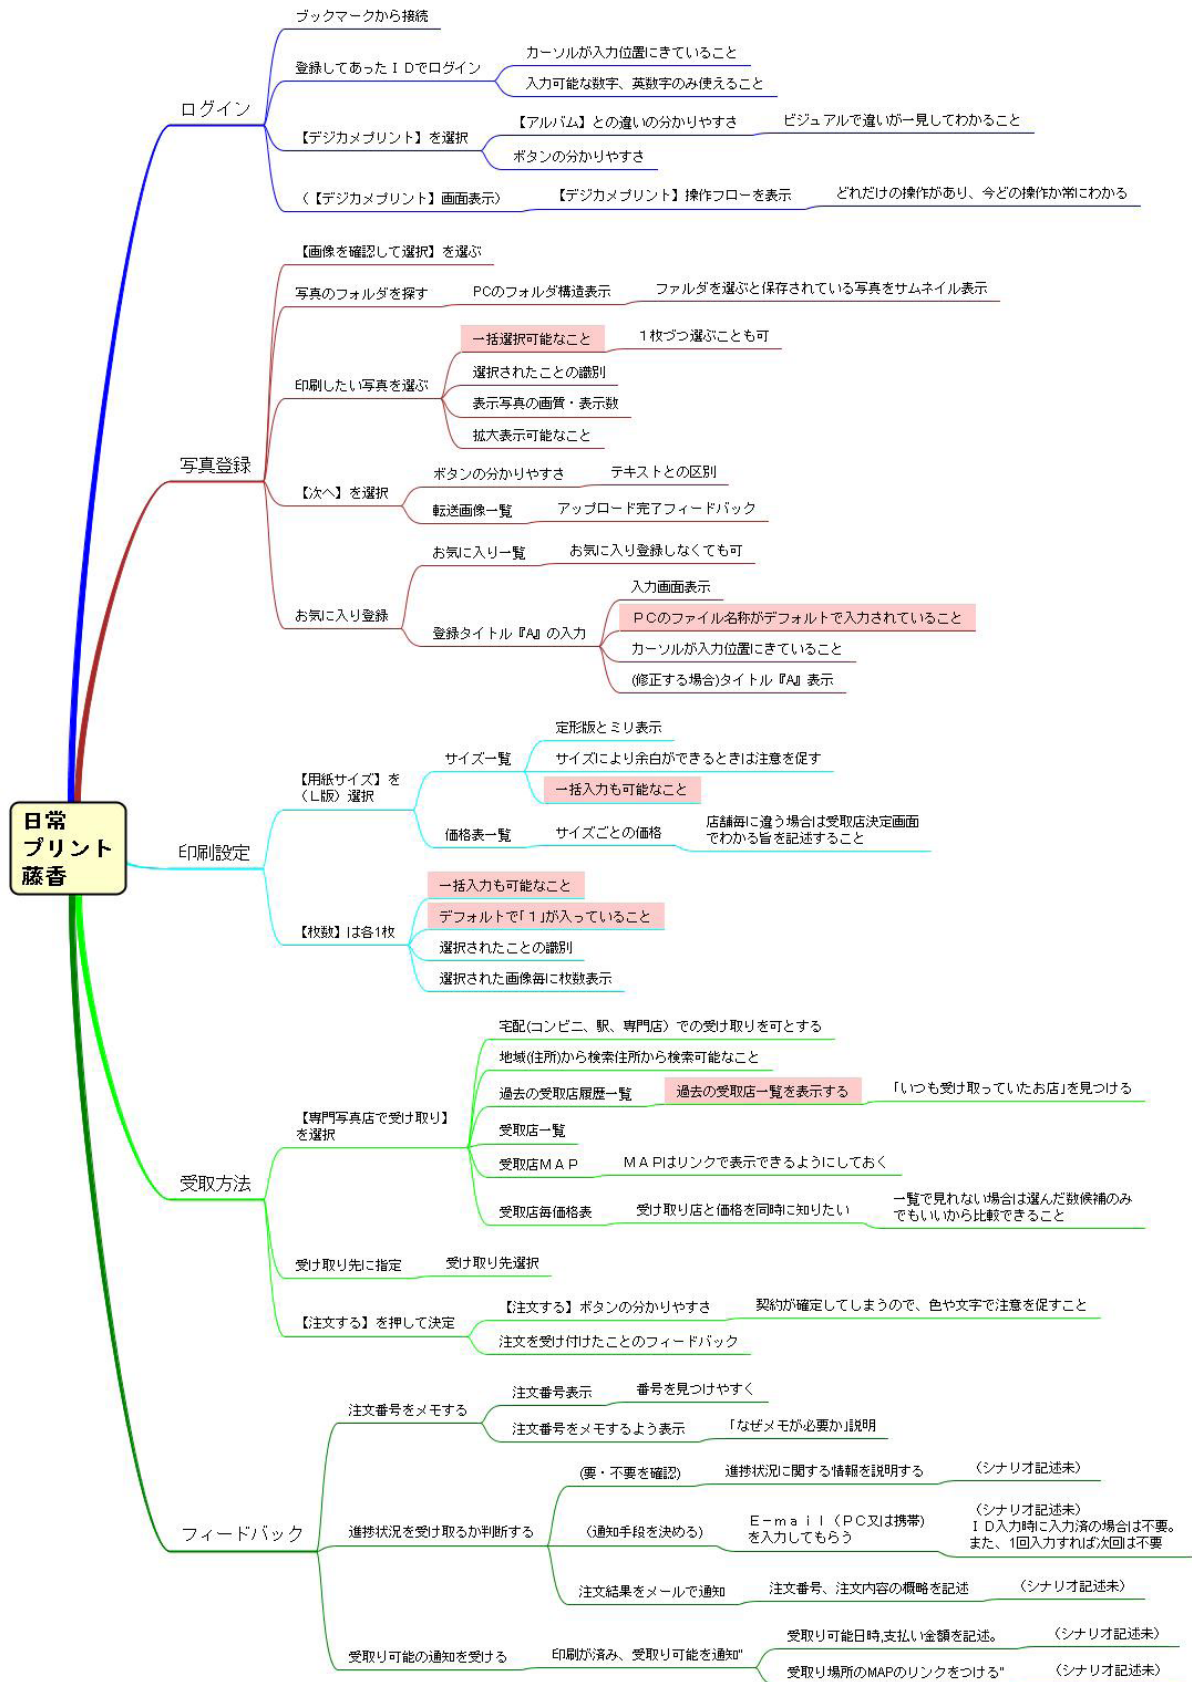 日常
プリント
藤香
ログイン
ブックマークから接続
登録してあったＩＤでログイン
カーソルが入力位置にきていること
入力可能な数字、英数字のみ使えること
【デジカメプリント】を選択
【アルバム】との違いの分かりやすさ
ビジュアルで違いが一見してわかること
ボタンの分かりやすさ
（【デジカメプリント】画面表示）
【デジカメプリント】操作フローを表示
どれだけの操作があり、今どの操作か常にわかる
写真登録
【画像を確認して選択】を選ぶ
写真のフォルダを探す
PCのフォルダ構造表示
ファルダを選ぶと保存されている写真をサムネイル表示
印刷したい写真を選ぶ
一括選択可能なこと
１枚づつ選ぶことも可
選択されたことの識別
表示写真の画質・表示数
拡大表示可能なこと
【次へ】を選択
ボタンの分かりやすさ
テキストとの区別
転送画像一覧
アップロード完了フィードバック
お気に入り登録
お気に入り一覧
お気に入り登録しなくても可
登録タイトル『A』の入力
入力画面表示
ＰCのファイル名称がデフォルトで入力されていること
カーソルが入力位置にきていること
(修正する場合)タイトル『A』表示
印刷設定
【用紙サイズ】を
（Ｌ版）選択
サイズ一覧
定形版とミリ表示
サイズにより余白ができるときは注意を促す
一括入力も可能なこと
価格表一覧
サイズごとの価格
店舗毎に違う場合は受取店決定画面
でわかる旨を記述すること
【枚数】は各1枚
一括入力も可能なこと
デフォルトで「１」が入っていること
選択されたことの識別
選択された画像毎に枚数表示
受取方法
【専門写真店で受け取り】
を選択
宅配(コンビニ、駅、専門店）での受け取りを可とする
地域(住所)から検索住所から検索可能なこと
過去の受取店履歴一覧
過去の受取店一覧を表示する
「いつも受け取っていたお店」を見つける
受取店一覧
受取店ＭＡＰ
ＭＡＰはリンクで表示できるようにしておく
受取店毎価格表
受け取り店と価格を同時に知りたい
一覧で見れない場合は選んだ数候補のみ
でもいいから比較できること
受け取り先に指定
受け取り先選択
【注文する】を押して決定
【注文する】ボタンの分かりやすさ
契約が確定してしまうので、色や文字で注意を促すこと
注文を受け付けたことのフィードバック
フィードバック
注文番号をメモする
注文番号表示
番号を見つけやすく
注文番号をメモするよう表示
「なぜメモが必要か」説明
進捗状況を受け取るか判断する
(要・不要を確認)
進捗状況に関する情報を説明する
（シナリオ記述未）
（通知手段を決める)
Ｅ−ｍａｉｌ（ＰＣ又は携帯)
を入力してもらう
（シナリオ記述未）
ＩＤ入力時に入力済の場合は不要。
また、1回入力すれば次回は不要
注文結果をメールで通知
注文番号、注文内容の概略を記述
（シナリオ記述未）
受取り可能の通知を受ける
印刷が済み、受取り可能を通知"
受取り可能日時,支払い金額を記述。
（シナリオ記述未）
受取り場所のMAPのリンクをつける"
（シナリオ記述未）